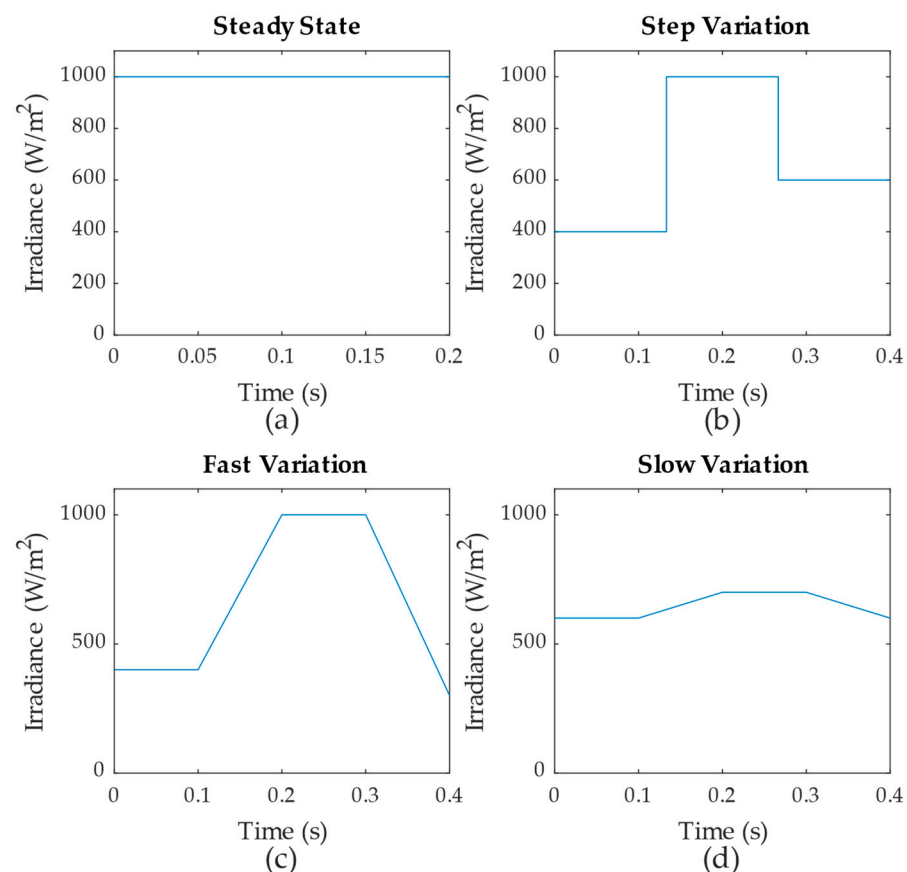 Steady State
Irradiance (W/m²)
1000
800
600
400
200
0
0 0.05 0.1 0.15 0.2
Time (s)
(a)
Step Variation
Irradiance (W/m²)
1000
800
600
400
200
0
0 0.1 0.2 0.3 0.4
Time (s)
(b)
Fast Variation
Irradiance (W/m²)
1000
500
0
0 0.1 0.2 0.3 0.4
Time (s)
(c)
Slow Variation
Irradiance (W/m²)
1000
500
0
0 0.1 0.2 0.3 0.4
Time (s)
(d)